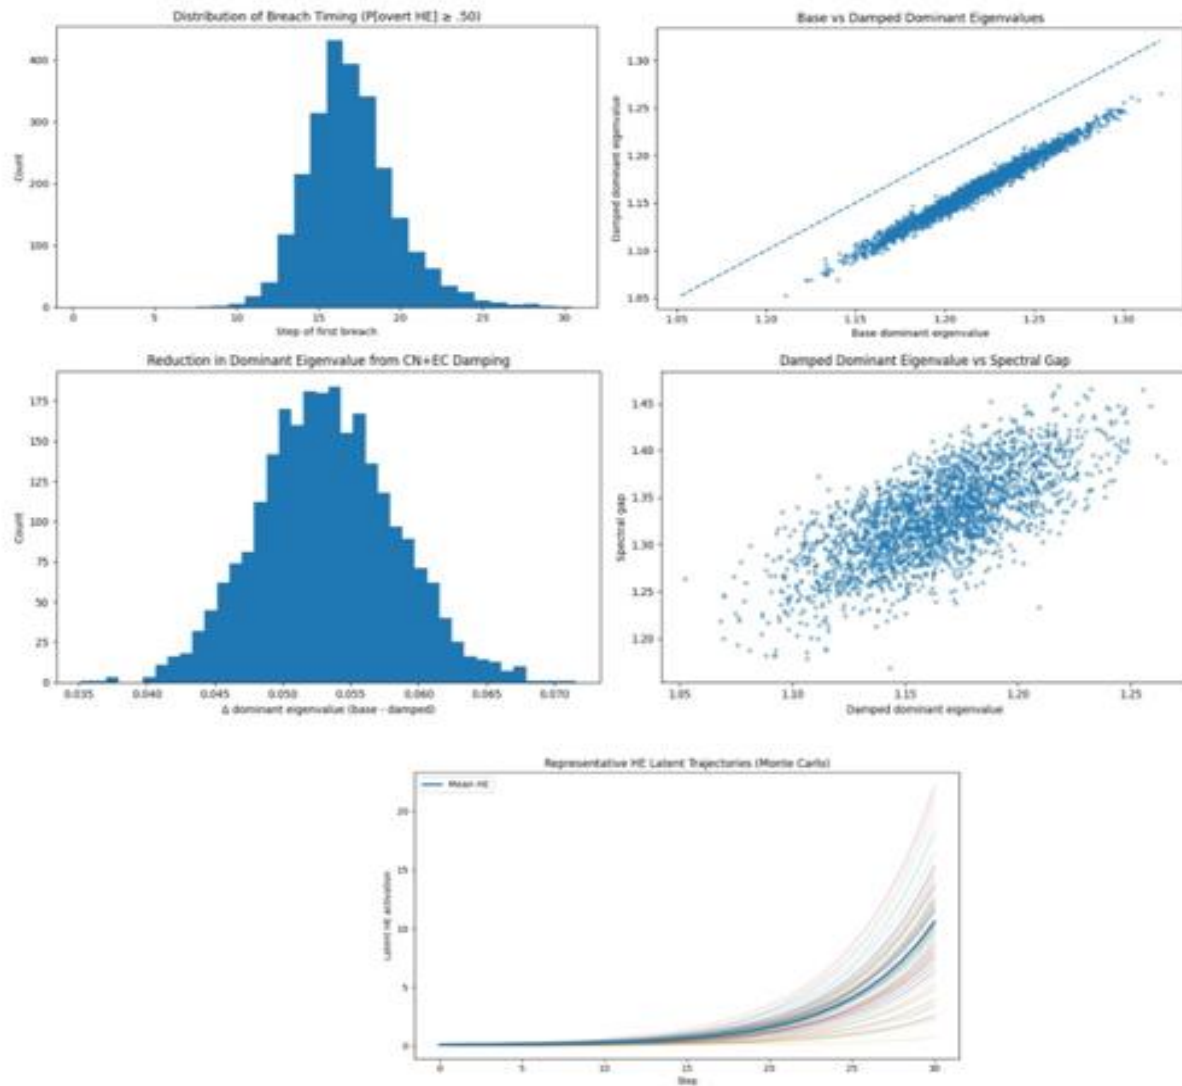 Distribution of Breach Timing (P[overt HE] ≥ .50)
Count
400
300
200
100
0
0 5 10 15 20 25 30
Step of first breach
Base vs Damped Dominant Eigenvalues
Damped dominant eigenvalue
1.30
1.25
1.20
1.15
1.10
1.05
1.05 1.10 1.15 1.20 1.25 1.30
Base dominant eigenvalue
Reduction in Dominant Eigenvalue from CN+EC Damping
Count
175
150
125
100
75
50
25
0
0.035 0.040 0.045 0.050 0.055 0.060 0.065 0.070
Δ dominant eigenvalue (base - damped)
Damped Dominant Eigenvalue vs Spectral Gap
Spectral gap
1.45
1.40
1.35
1.30
1.25
1.20
1.05 1.10 1.15 1.20 1.25
Damped dominant eigenvalue
Representative HE Latent Trajectories (Monte Carlo)
Mean HE
Latent HE activation
20
15
10
5
0
0 5 10 15 20 25 30
Step